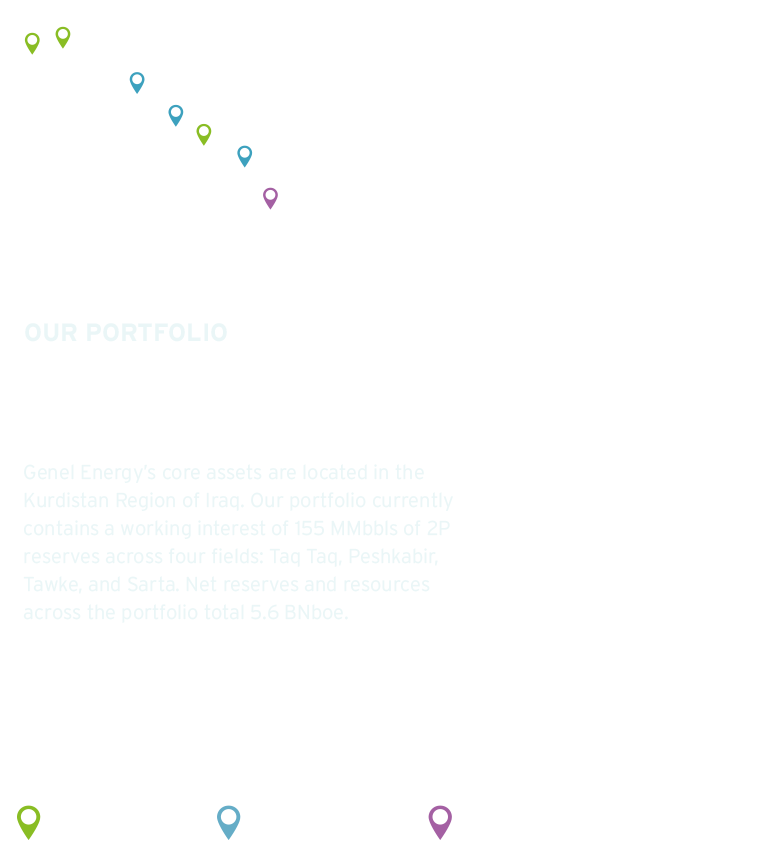 OUR PORTFOLIO
Genel Energy's core assets are located in the
Kurdistan Region of Iraq. Our portfolio currently
contains a working interest of 155 MMbbls of 2P
reserves across four fields: Taq Taq, Peshkabir,
Tawke, and Sarta. Net reserves and resources
across the portfolio total 5.6 BNboe.